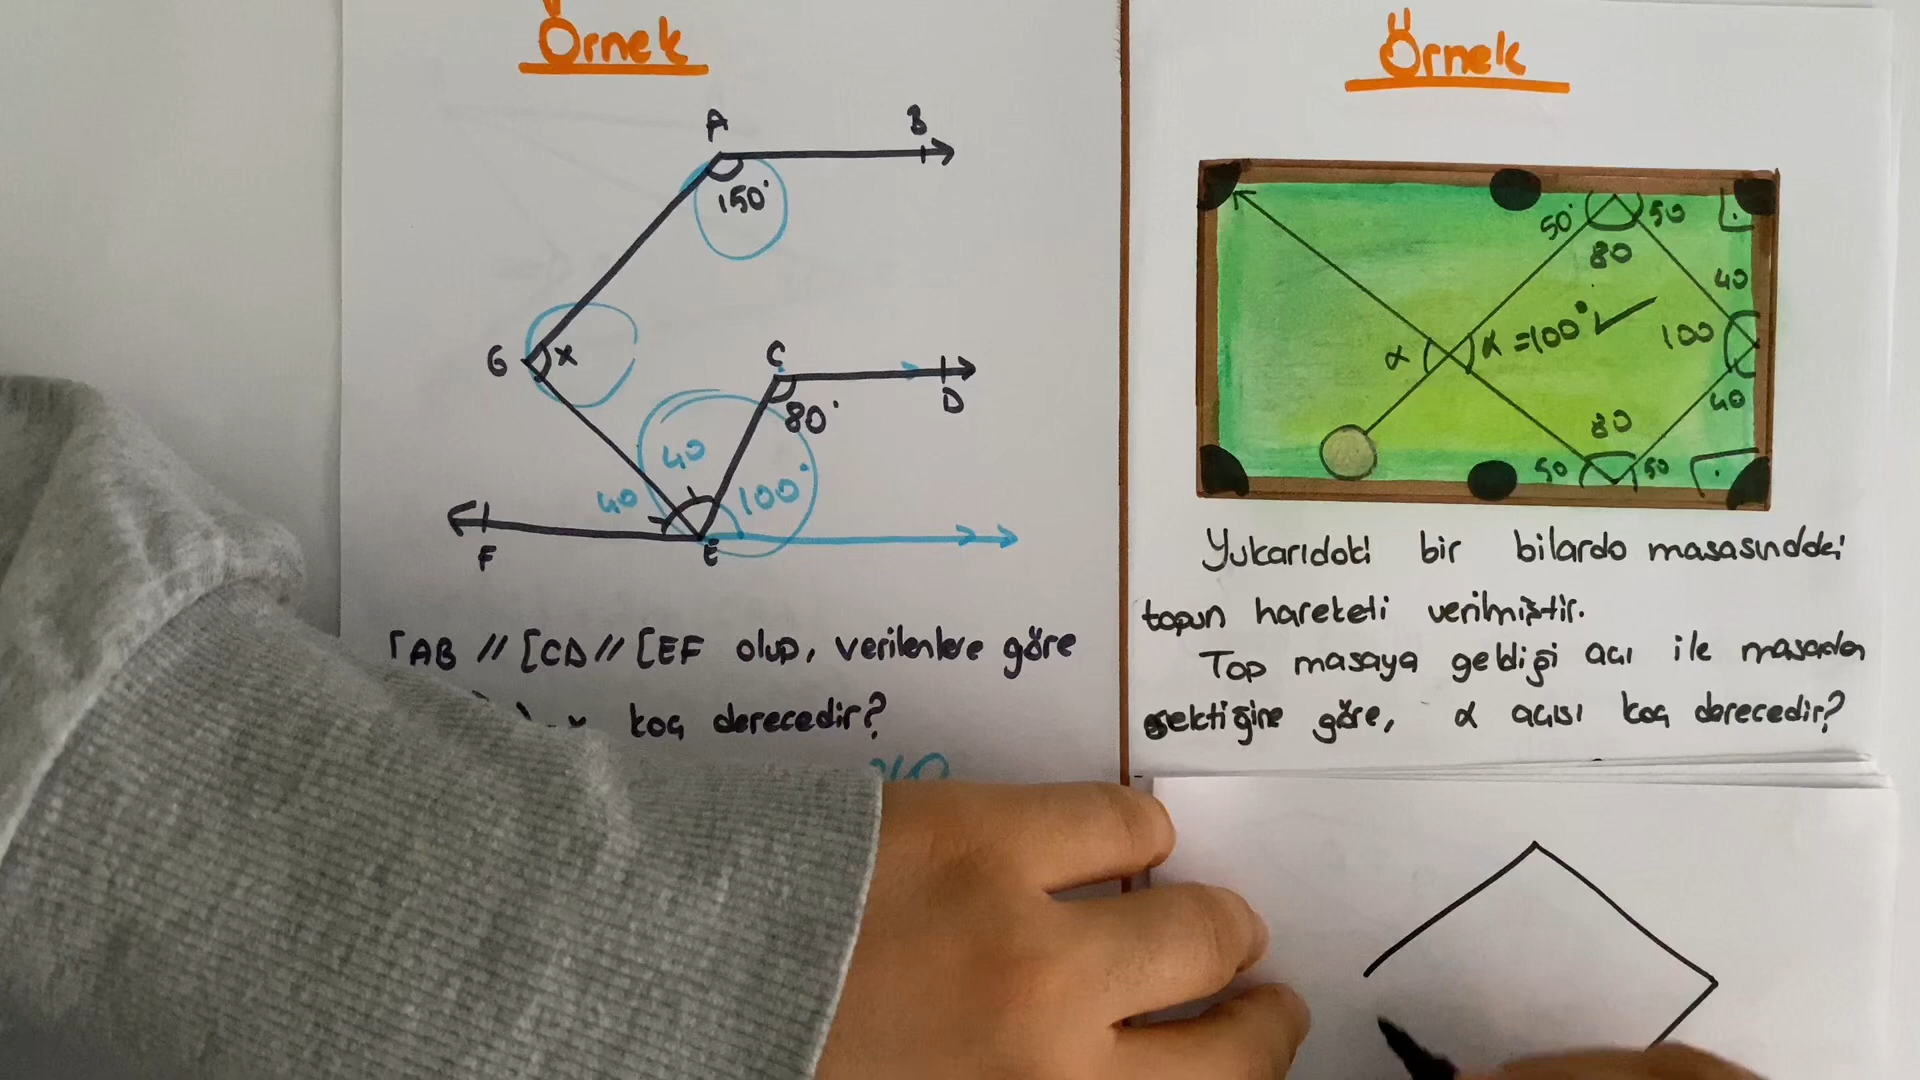 Örnek
A
B
150°
G
x
C
D
80°
40
40
100°
F
E
[AB // [CD // [EF olup, verilenlere göre
x kaç derecedir?
Örnek
50°
50
80
40
α
α =100° ✓
100
40
80
50
50
Yukarıdaki bir bilardo masasındaki
topun hareketi verilmiştir.
Top masaya geldiği açı ile masadan
sektiğine göre, α açısı kaç derecedir?